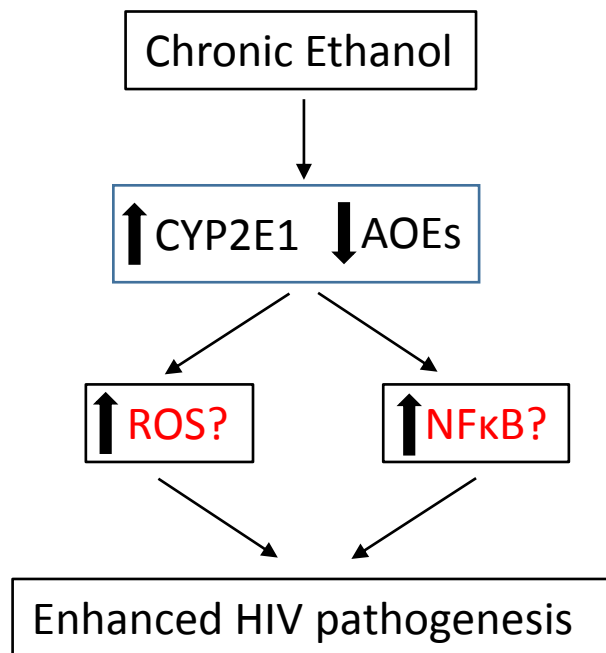 Chronic Ethanol
CYP2E1 AOEs
ROS? NFκB?
Enhanced HIV pathogenesis